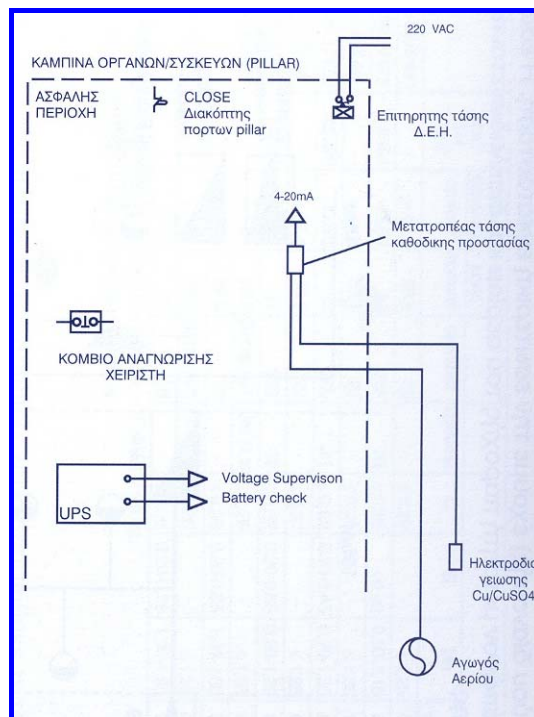 220 VAC
ΚΑΜΠΙΝΑ ΟΡΓΑΝΩΝ/ΣΥΣΚΕΥΩΝ (PILLAR)
ΑΣΦΑΛΗΣ
ΠΕΡΙΟΧΗ
CLOSE
Διακόπτης
πορτων pillar
Επιτηρητης τάσης
Δ.Ε.Η.
4-20mA
Μετατροπέας τάσης
καθοδικης προστασίας
ΚΟΜΒΙΟ ΑΝΑΓΝΩΡΙΣΗΣ
ΧΕΙΡΙΣΤΗ
UPS
Voltage Supervison
Battery check
Ηλεκτροδιο
γειωσης
Cu/CuSO4
Αγωγός
Αερίου